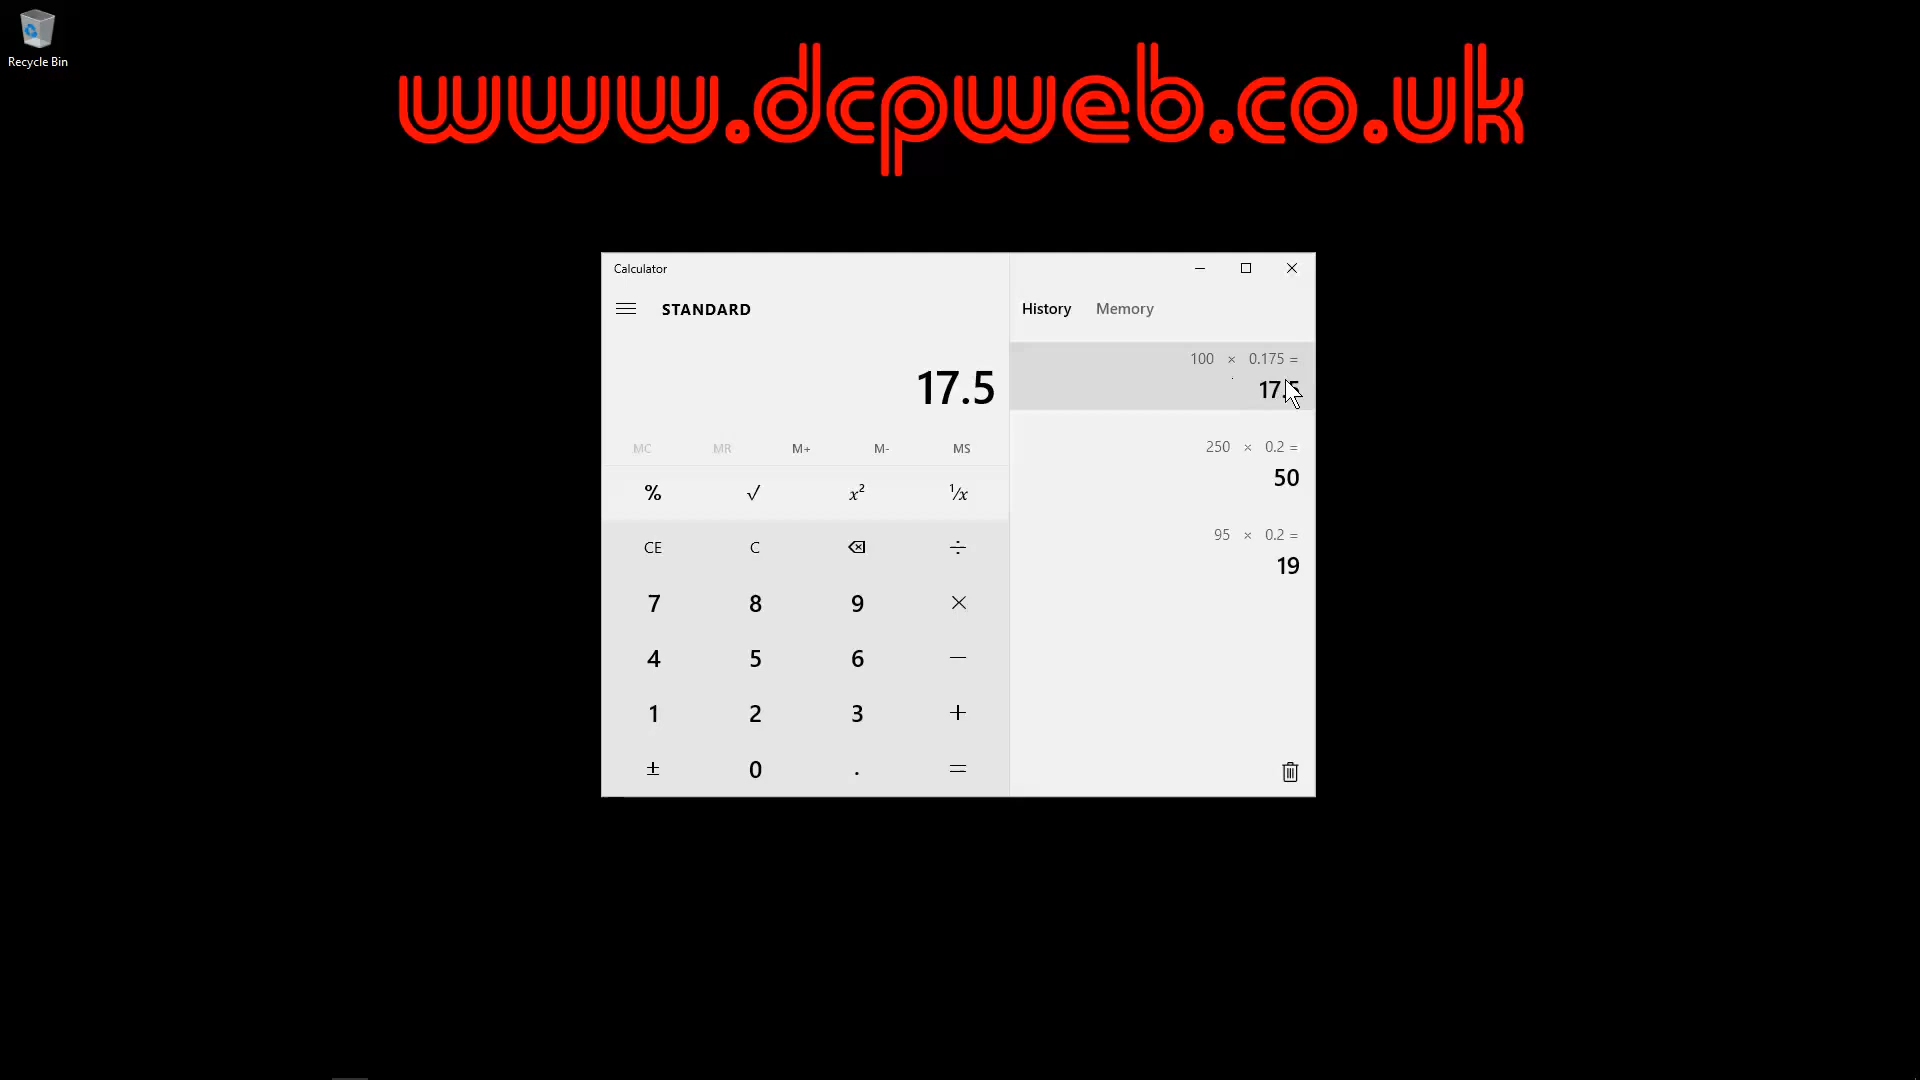 Recycle Bin
www.dcpweb.co.uk
Calculator
STANDARD
History Memory
17.5
100 × 0.175 =
17.5
250 × 0.2 =
50
95 × 0.2 =
19
MC MR M+ M- MS
% √ x² ¹/x
CE C ÷
7 8 9 ×
4 5 6 −
1 2 3 +
± 0 . =